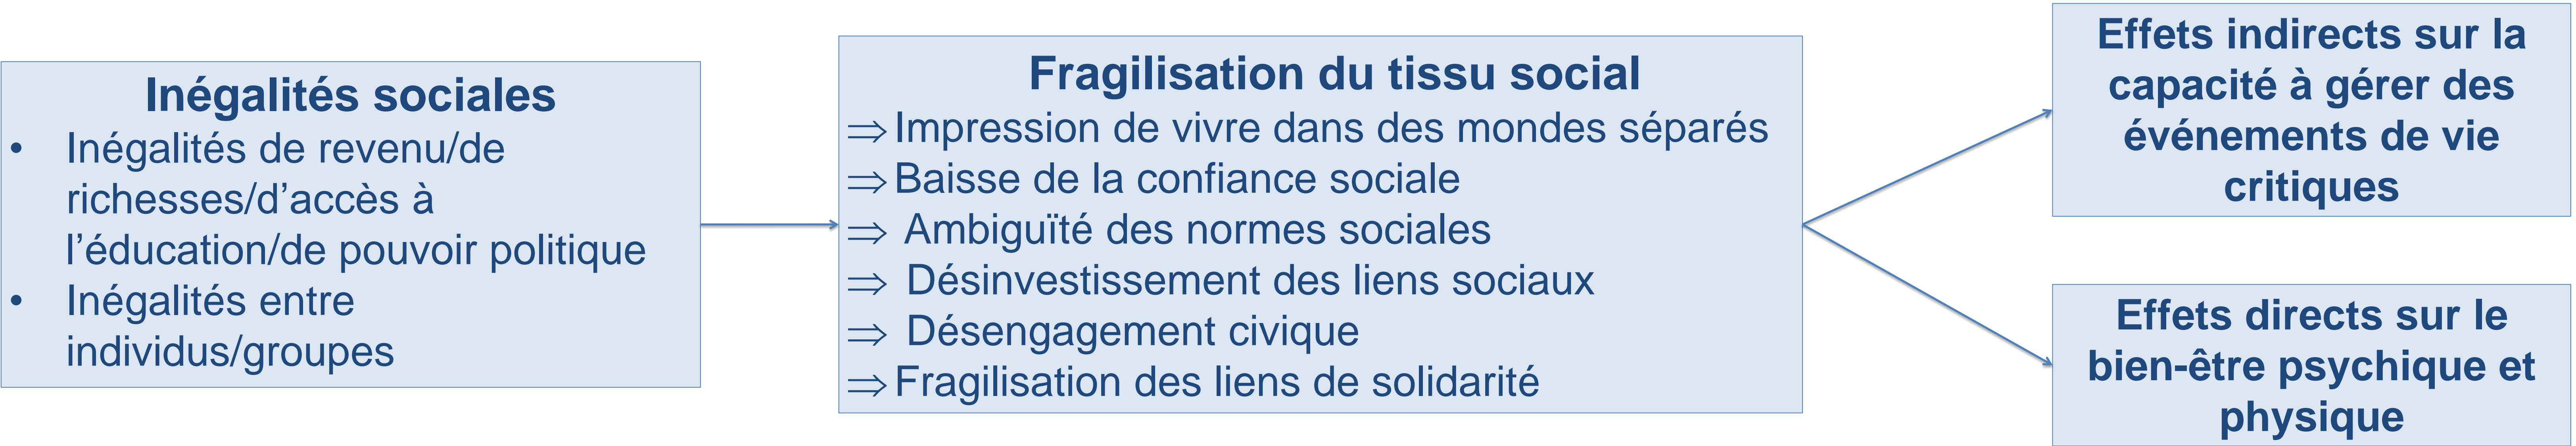 Inégalités sociales
• Inégalités de revenu/de
richesses/d’accès à
l’éducation/de pouvoir politique
• Inégalités entre
individus/groupes
Fragilisation du tissu social
⇒ Impression de vivre dans des mondes séparés
⇒ Baisse de la confiance sociale
⇒ Ambiguïté des normes sociales
⇒ Désinvestissement des liens sociaux
⇒ Désengagement civique
⇒ Fragilisation des liens de solidarité
Effets indirects sur la
capacité à gérer des
événements de vie
critiques
Effets directs sur le
bien-être psychique et
physique